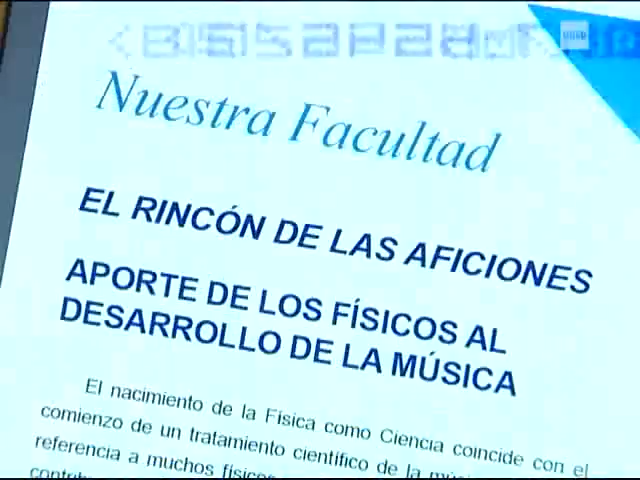 Nuestra Facultad
EL RINCÓN DE LAS AFICIONES
APORTE DE LOS FÍSICOS AL
DESARROLLO DE LA MÚSICA
El nacimiento de la Física como Ciencia coincide con el
comienzo de un tratamiento científico de la
referencia a muchos